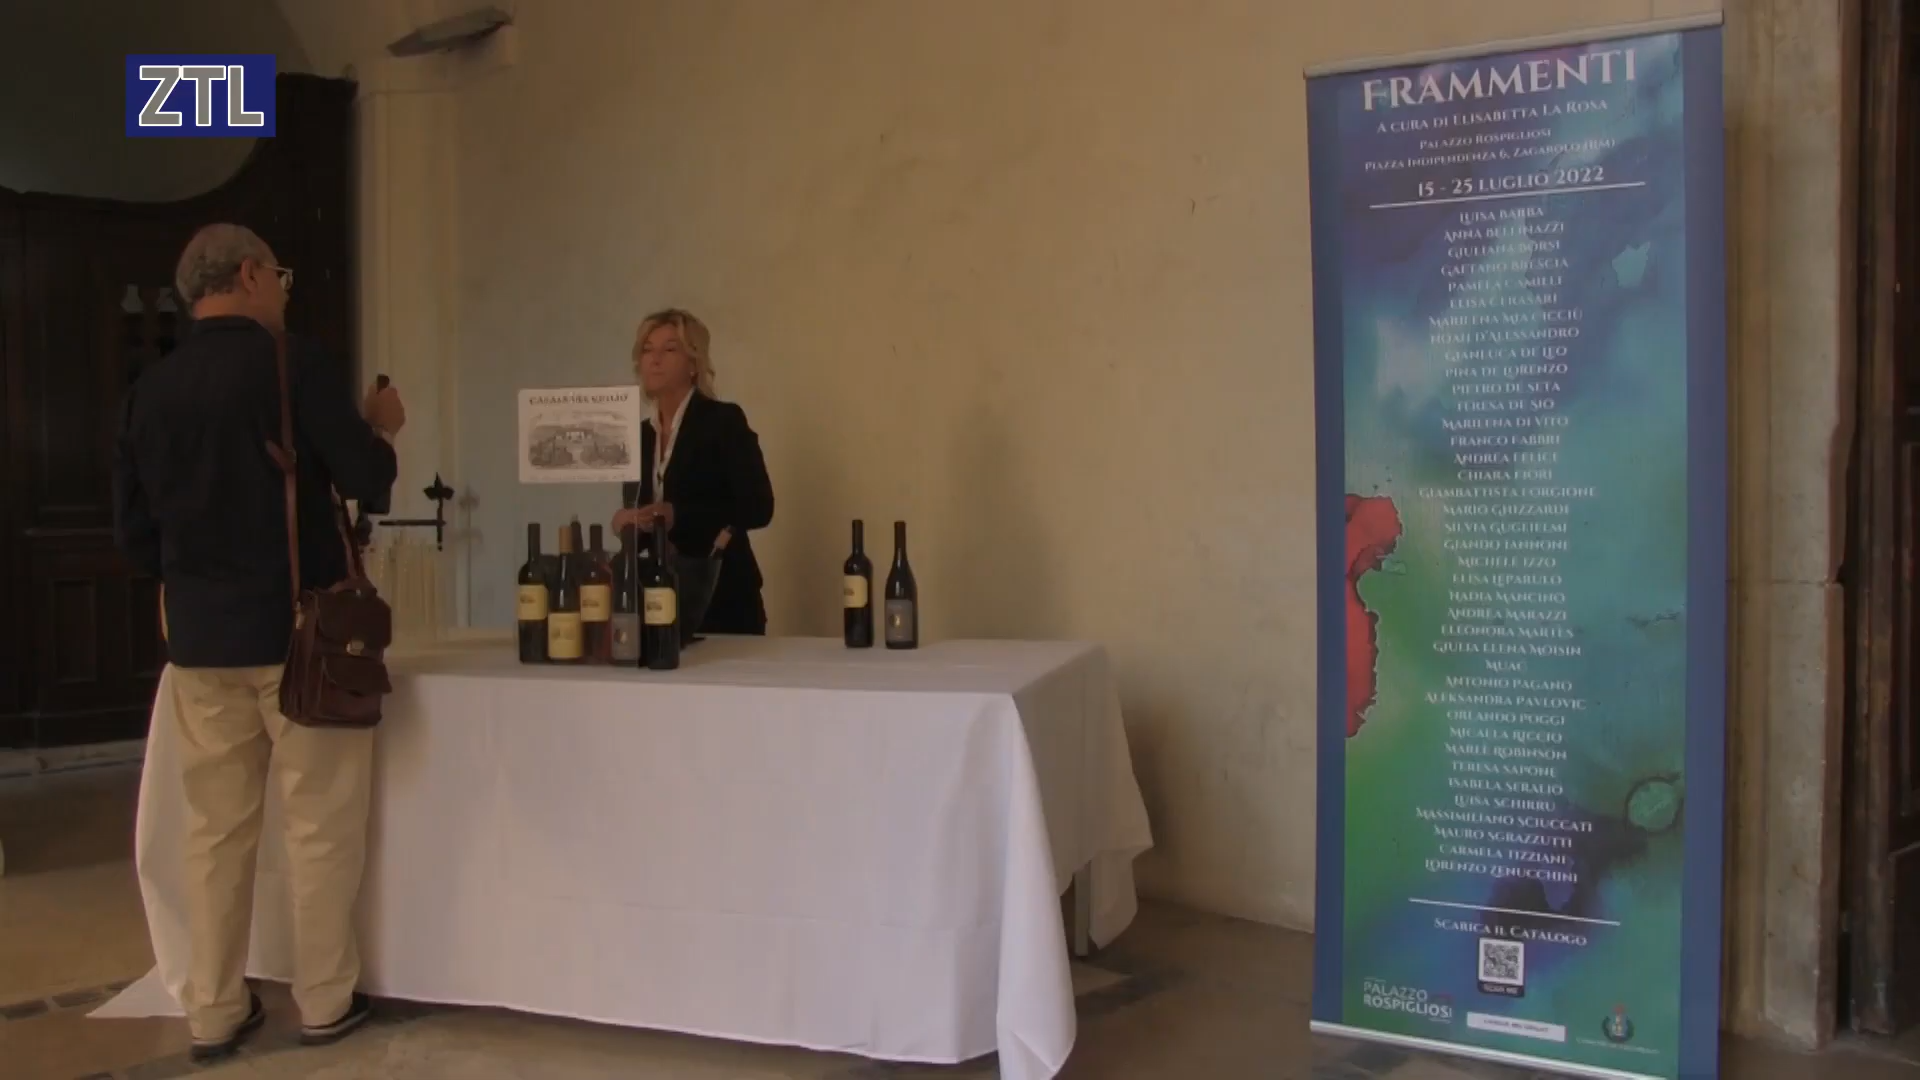 ZTL
CASALE DEL GIGLIO
FRAMMENTI
A CURA DI ELISABETTA LA ROSA
PALAZZO ROSPIGLIOSI
PIAZZA INDIPENDENZA 6, ZAGAROLO (RM)
15 - 25 LUGLIO 2022
LUISA BARBA
ANNA BELLINAZZI
GIULIANA BORSI
GAETANO BRESCIA
PAMELA CAMILLI
ELISA CERASARI
MARILENA MIA CICCIÙ
NOAH D'ALESSANDRO
GIANLUCA DE LEO
PINA DE LORENZO
PIETRO DE SETA
TERESA DE SIO
MARILENA DI VITO
FRANCO FABBRI
ANDREA FELICE
CHIARA FIORI
GIAMBATTISTA FORGIONE
MARIO GHIZZARDI
SILVIA GUGLIELMI
GIANDO IANNONE
MICHELE IZZO
ELISA LEPARULO
NADIA MANCINO
ANDREA MARAZZI
ELEONORA MARTES
GIULIA ELENA MOISIN
MUAC
ANTONIO PAGANO
ALEKSANDRA PAVLOVIC
ORLANDO POGGI
MICAELA RICCIO
MARLE ROBINSON
TERESA SAPONE
ISABELA SERALIO
LUISA SCHIRRU
MASSIMILIANO SCIUCCATI
MAURO SGRAZZUTTI
CARMELA TIZZIANI
LORENZO ZENUCCHINI
SCARICA IL CATALOGO
SCAN ME
PALAZZO
ROSPIGLIOSI